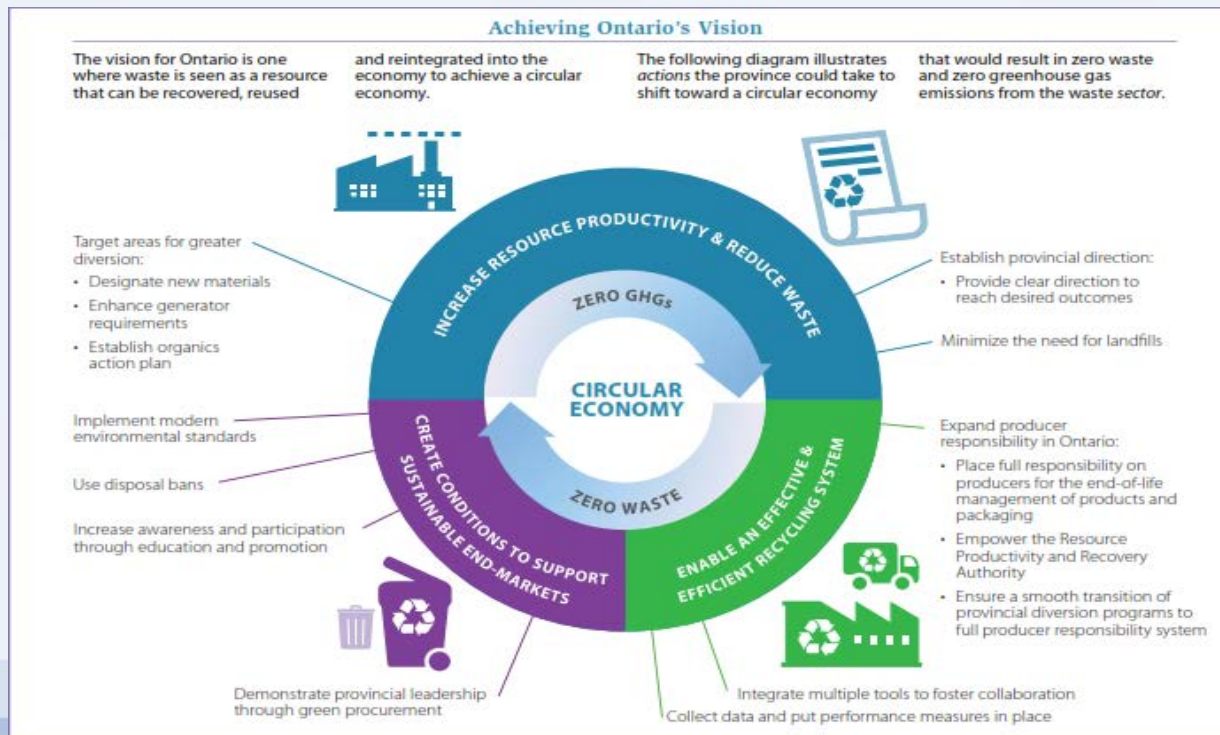 Achieving Ontario's Vision
The vision for Ontario is one
where waste is seen as a resource
that can be recovered, reused
and reintegrated into the
economy to achieve a circular
economy.
The following diagram illustrates
actions the province could take to
shift toward a circular economy
that would result in zero waste
and zero greenhouse gas
emissions from the waste sector.
INCREASE RESOURCE PRODUCTIVITY & REDUCE WASTE
Target areas for greater
diversion:
• Designate new materials
• Enhance generator
requirements
• Establish organics
action plan
Establish provincial direction:
• Provide clear direction to
reach desired outcomes
Minimize the need for landfills
ZERO GHGs
CIRCULAR
ECONOMY
ZERO WASTE
CREATE CONDITIONS TO SUPPORT
SUSTAINABLE END-MARKETS
Implement modern
environmental standards
Use disposal bans
Increase awareness and participation
through education and promotion
Demonstrate provincial leadership
through green procurement
ENABLE AN EFFECTIVE &
EFFICIENT RECYCLING SYSTEM
Expand producer
responsibility in Ontario:
• Place full responsibility on
producers for the end-of-life
management of products and
packaging
• Empower the Resource
Productivity and Recovery
Authority
• Ensure a smooth transition of
provincial diversion programs to
full producer responsibility system
Integrate multiple tools to foster collaboration
Collect data and put performance measures in place